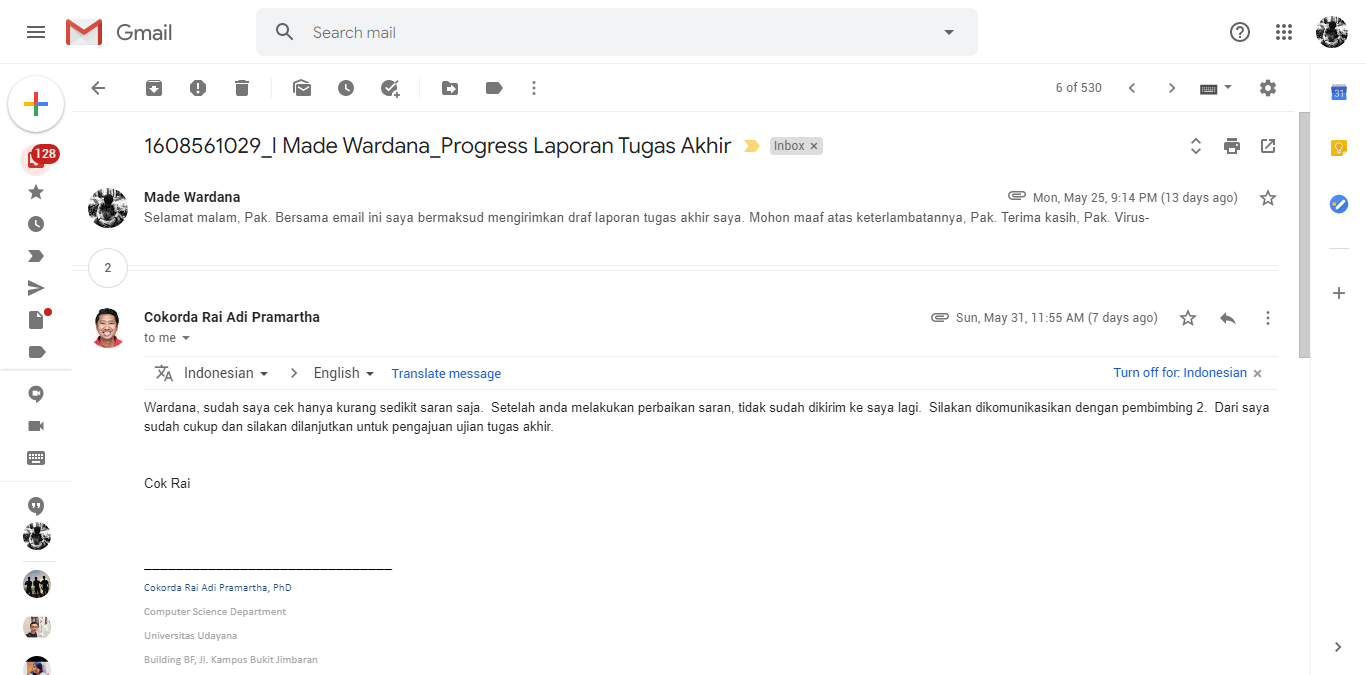 Gmail
Search mail
6 of 530
31
128
1608561029_I Made Wardana_Progress Laporan Tugas Akhir
Inbox ×
Made Wardana
Mon, May 25, 9:14 PM (13 days ago)
Selamat malam, Pak. Bersama email ini saya bermaksud mengirimkan draf laporan tugas akhir saya. Mohon maaf atas keterlambatannya, Pak. Terima kasih, Pak. Virus-
2
Cokorda Rai Adi Pramartha
Sun, May 31, 11:55 AM (7 days ago)
to me
Indonesian > English Translate message
Turn off for: Indonesian ×
Wardana, sudah saya cek hanya kurang sedikit saran saja. Setelah anda melakukan perbaikan saran, tidak sudah dikirim ke saya lagi. Silakan dikomunikasikan dengan pembimbing 2. Dari saya
sudah cukup dan silakan dilanjutkan untuk pengajuan ujian tugas akhir.
Cok Rai
Cokorda Rai Adi Pramartha, PhD
Computer Science Department
Universitas Udayana
Building BF, Jl. Kampus Bukit Jimbaran